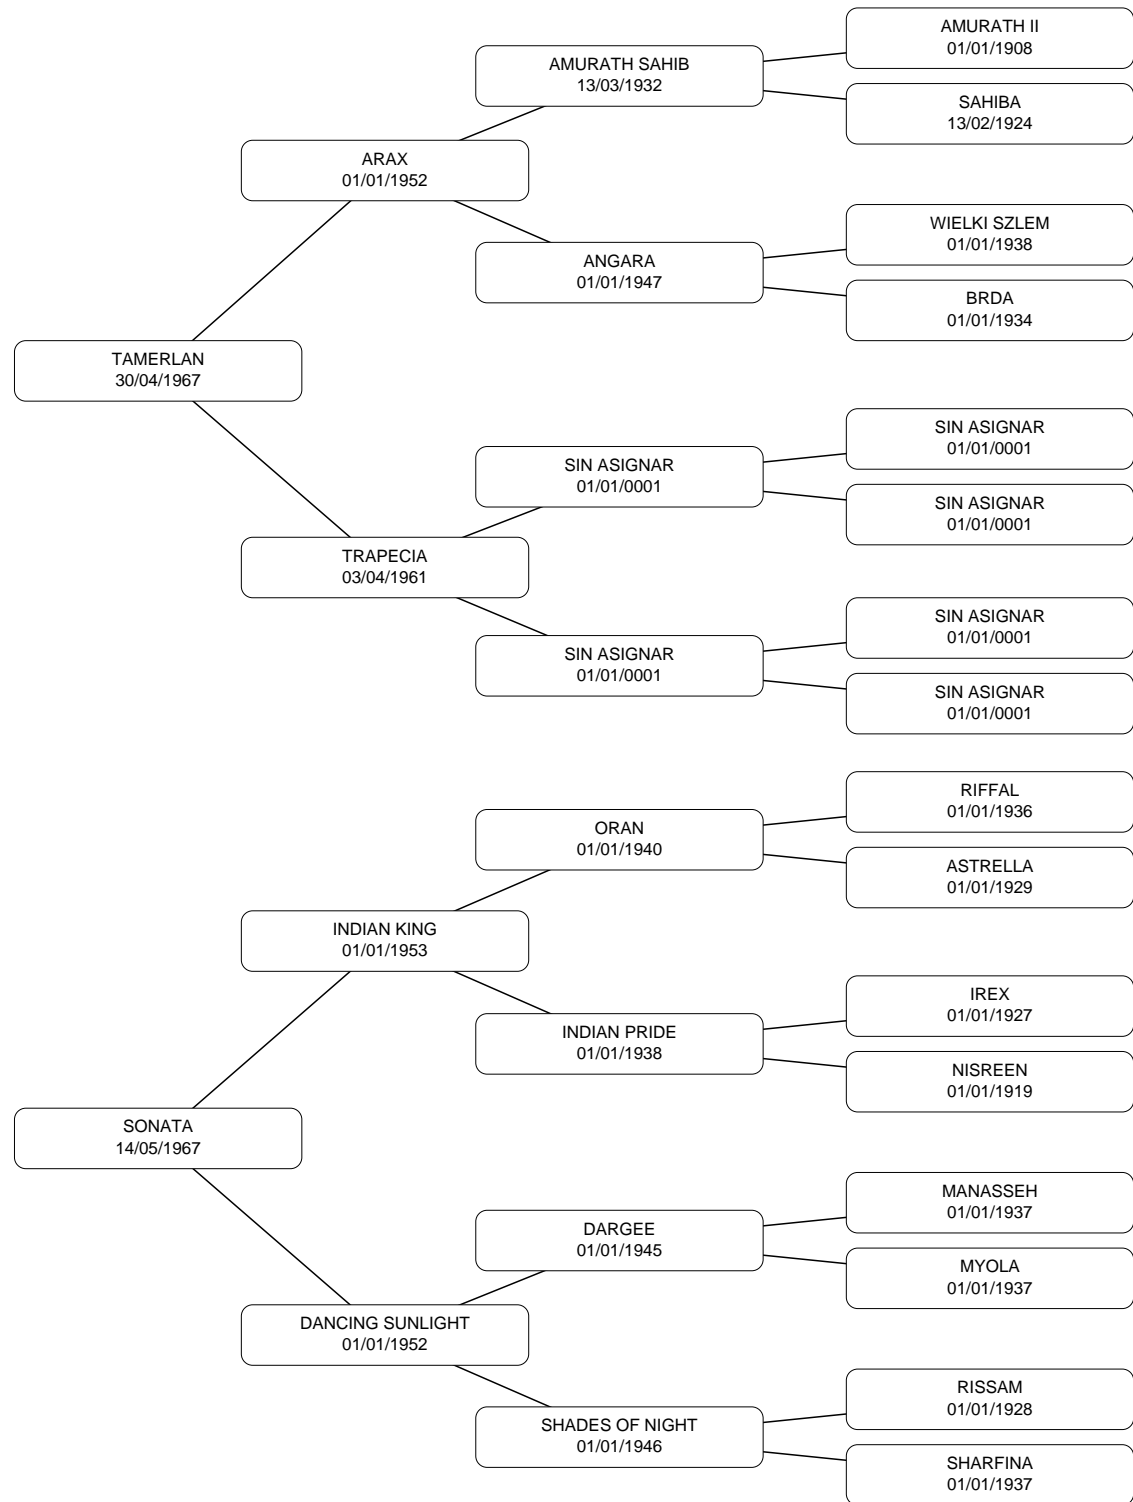 AMURATH II
01/01/1908
AMURATH SAHIB
13/03/1932
SAHIBA
13/02/1924
ARAX
01/01/1952
WIELKI SZLEM
01/01/1938
ANGARA
01/01/1947
BRDA
01/01/1934
TAMERLAN
30/04/1967
SIN ASIGNAR
01/01/0001
SIN ASIGNAR
01/01/0001
SIN ASIGNAR
01/01/0001
TRAPECIA
03/04/1961
SIN ASIGNAR
01/01/0001
SIN ASIGNAR
01/01/0001
SIN ASIGNAR
01/01/0001
RIFFAL
01/01/1936
ORAN
01/01/1940
ASTRELLA
01/01/1929
INDIAN KING
01/01/1953
IREX
01/01/1927
INDIAN PRIDE
01/01/1938
NISREEN
01/01/1919
SONATA
14/05/1967
MANASSEH
01/01/1937
DARGEE
01/01/1945
MYOLA
01/01/1937
DANCING SUNLIGHT
01/01/1952
RISSAM
01/01/1928
SHADES OF NIGHT
01/01/1946
SHARFINA
01/01/1937